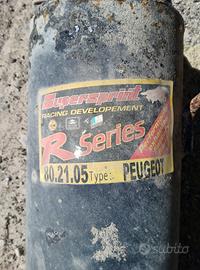 Supersprint
RACING DEVELOPEMENT
R Series
80.21.05 Type: PEUGEOT
subito